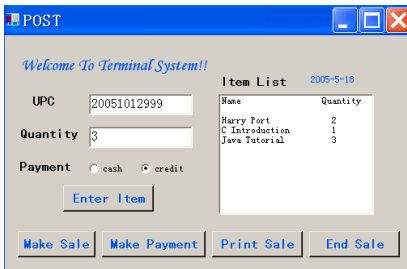 POST
Welcome To Terminal System!!
Item List 2005-5-18
UPC 20051012999
Name Quantity
Harry Port 2
C Introduction 1
Java Tutorial 3
Quantity 3
Payment cash credit
Enter Item
Make Sale Make Payment Print Sale End Sale